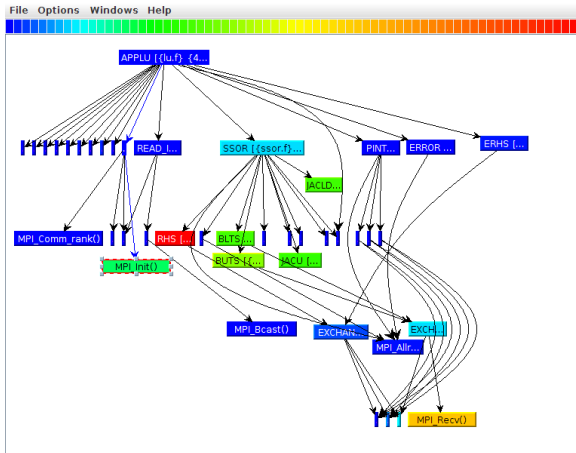 File Options Windows Help
APPLU [{lu.f} {4...
READ_I...
SSOR [{ssor.f}...
PINT...
ERROR ...
ERHS [...
JACLD...
MPI_Comm_rank()
RHS [...
BLTS...
MPI_Init()
BUTS [{...
JACU [...
MPI_Bcast()
EXCHAN...
EXCH...
MPI_Allr...
MPI_Recv()